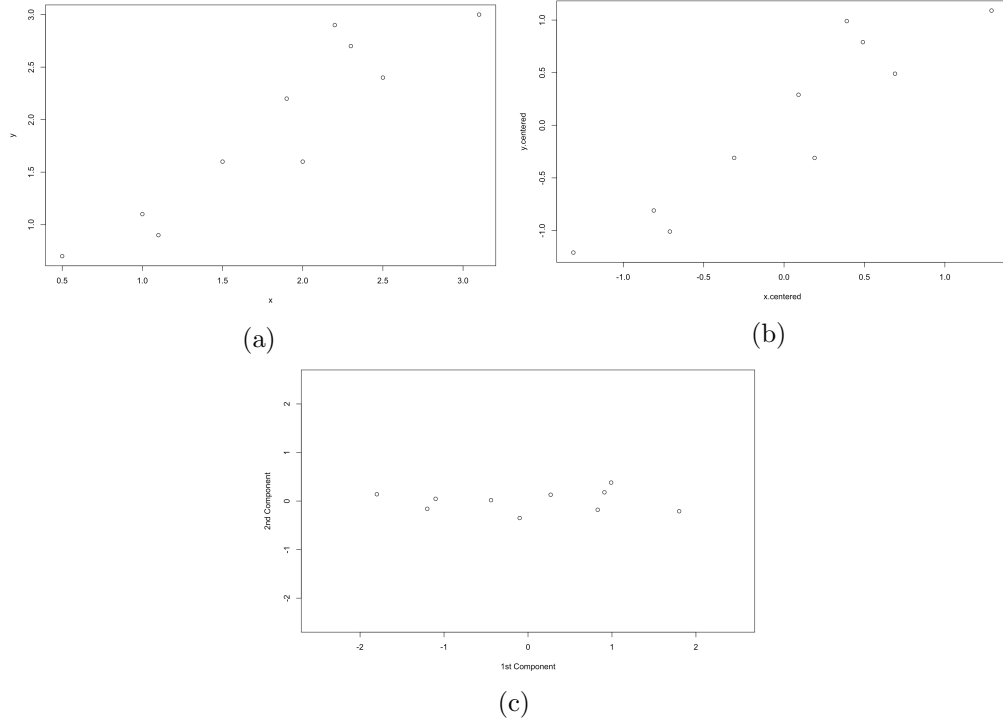 y
3.0
2.5
2.0
1.5
1.0
0.5 1.0 1.5 2.0 2.5 3.0
x
(a)
y.centered
1.0
0.5
0.0
-0.5
-1.0
-1.0 -0.5 0.0 0.5 1.0
x.centered
(b)
2nd Component
2
1
0
-1
-2
-2 -1 0 1 2
1st Component
(c)